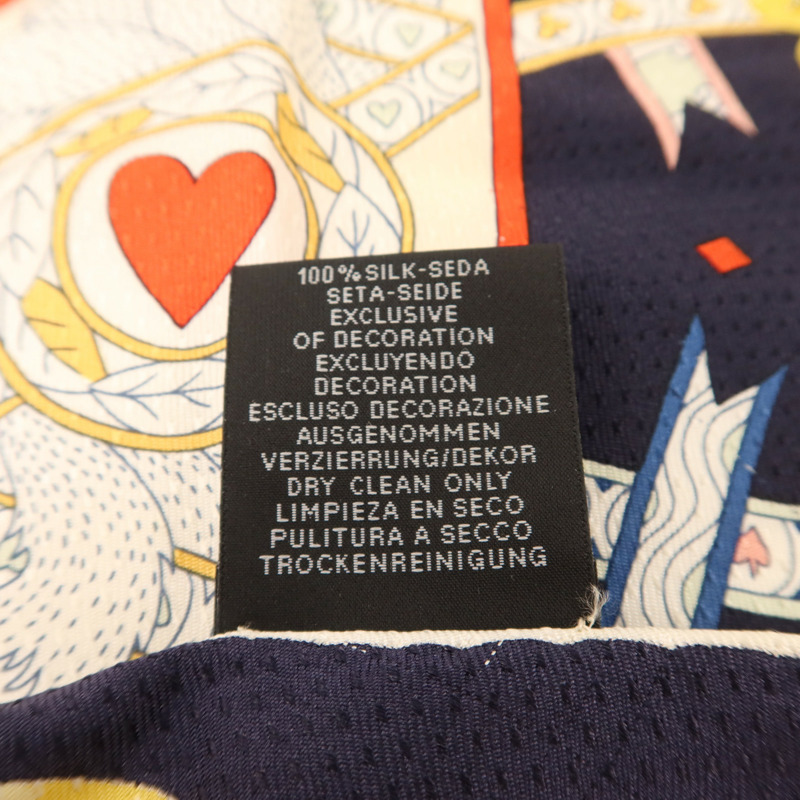 100% SILK-SEDA
SETA-SEIDE
EXCLUSIVE
OF DECORATION
EXCLUYENDO
DECORATION
ESCLUSO DECORAZIONE
AUSGENOMMEN
VERZIERRUNG/DEKOR
DRY CLEAN ONLY
LIMPIEZA EN SECO
PULITURA A SECCO
TROCKENREINIGUNG